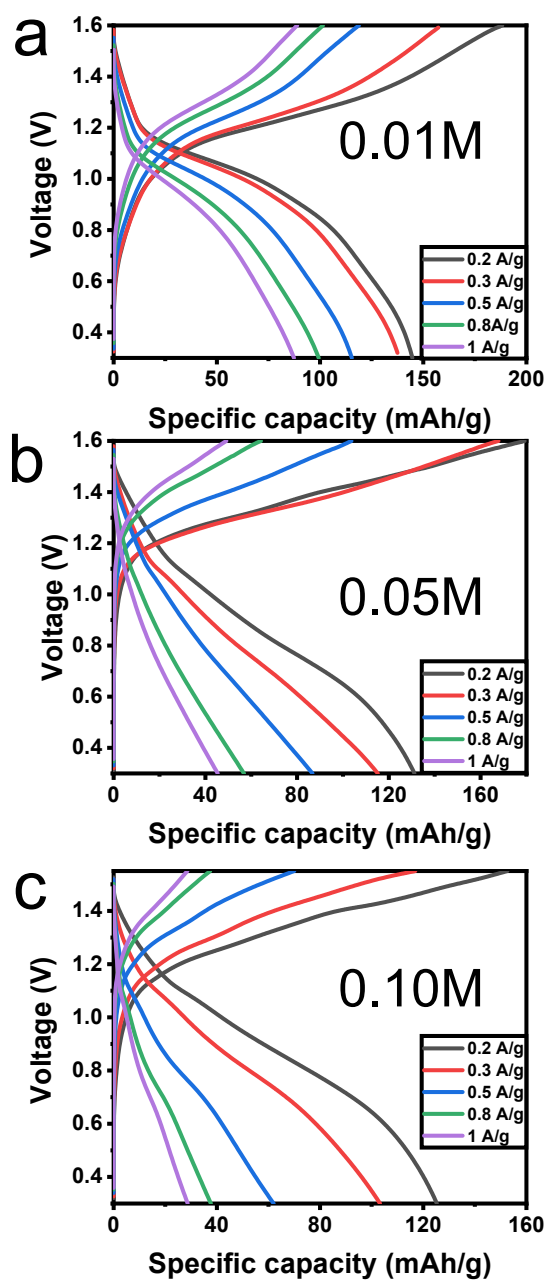 a
1.6
1.4
1.2
1.0
0.8
0.6
0.4
Voltage (V)
0.01M
0.2 A/g
0.3 A/g
0.5 A/g
0.8A/g
1 A/g
0 50 100 150 200
Specific capacity (mAh/g)
b
1.6
1.4
1.2
1.0
0.8
0.6
0.4
Voltage (V)
0.05M
0.2 A/g
0.3 A/g
0.5 A/g
0.8 A/g
1 A/g
0 40 80 120 160
Specific capacity (mAh/g)
c
1.4
1.2
1.0
0.8
0.6
0.4
Voltage (V)
0.10M
0.2 A/g
0.3 A/g
0.5 A/g
0.8 A/g
1 A/g
0 40 80 120 160
Specific capacity (mAh/g)